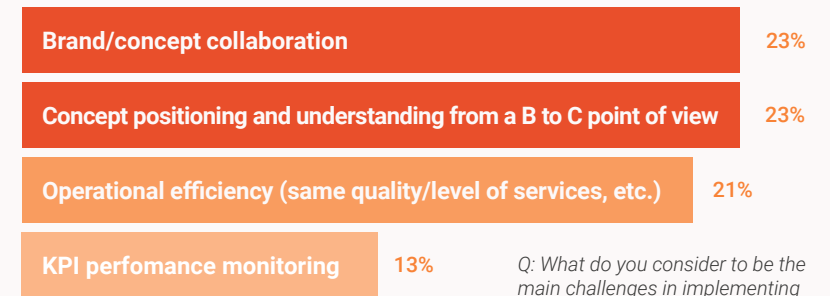 Brand/concept collaboration 23%
Concept positioning and understanding from a B to C point of view 23%
Operational efficiency (same quality/level of services, etc.) 21%
KPI perfomance monitoring 13%
Q: What do you consider to be the
main challenges in implementing